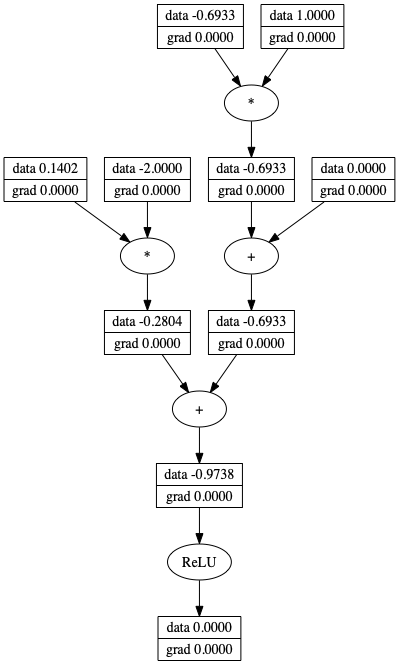 data -0.6933
grad 0.0000
data 1.0000
grad 0.0000
*
data 0.1402
grad 0.0000
data -2.0000
grad 0.0000
data -0.6933
grad 0.0000
data 0.0000
grad 0.0000
*
+
data -0.2804
grad 0.0000
data -0.6933
grad 0.0000
+
data -0.9738
grad 0.0000
ReLU
data 0.0000
grad 0.0000